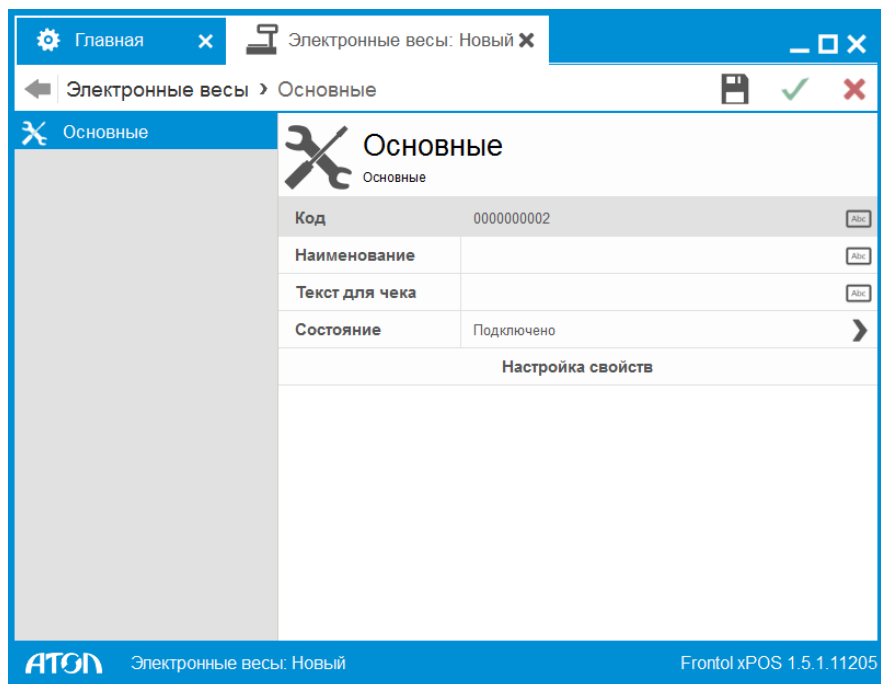 Главная
Электронные весы: Новый
Электронные весы › Основные
Основные
Основные
Основные
Код 0000000002 Abc
Наименование Abc
Текст для чека Abc
Состояние Подключено
Настройка свойств
АТОЛ Электронные весы: Новый Frontol xPOS 1.5.1.11205